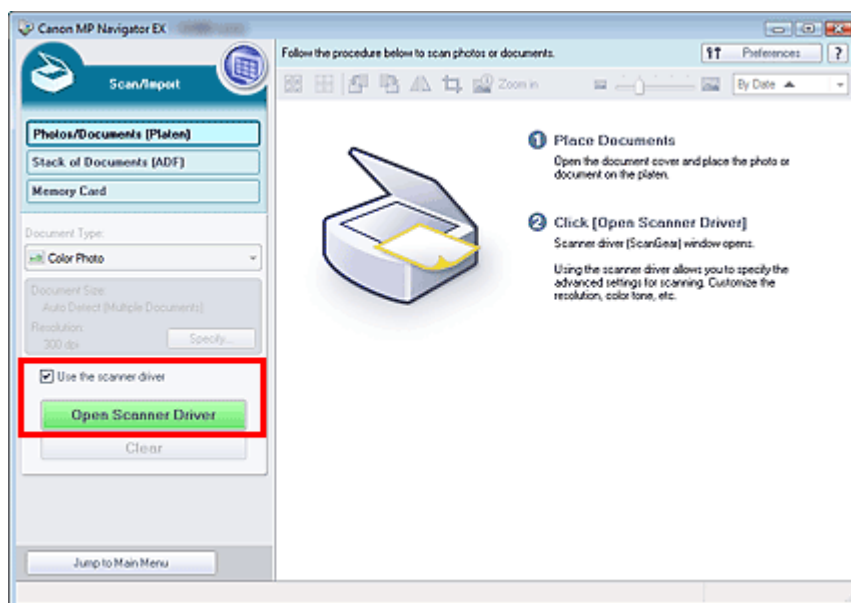 Canon MP Navigator EX
Scan/Import
Photos/Documents (Platen)
Stack of Documents (ADF)
Memory Card
Document Type:
Color Photo
Document Size:
Auto Detect (Multiple Documents)
Resolution:
300 dpi
Specify...
Use the scanner driver
Open Scanner Driver
Clear
Jump to Main Menu
Follow the procedure below to scan photos or documents.
Preferences
?
Zoom in
By Date
1 Place Documents
Open the document cover and place the photo or
document on the platen.
2 Click [Open Scanner Driver]
Scanner driver (ScanGear) window opens.
Using the scanner driver allows you to specify the
advanced settings for scanning. Customize the
resolution, color tone, etc.